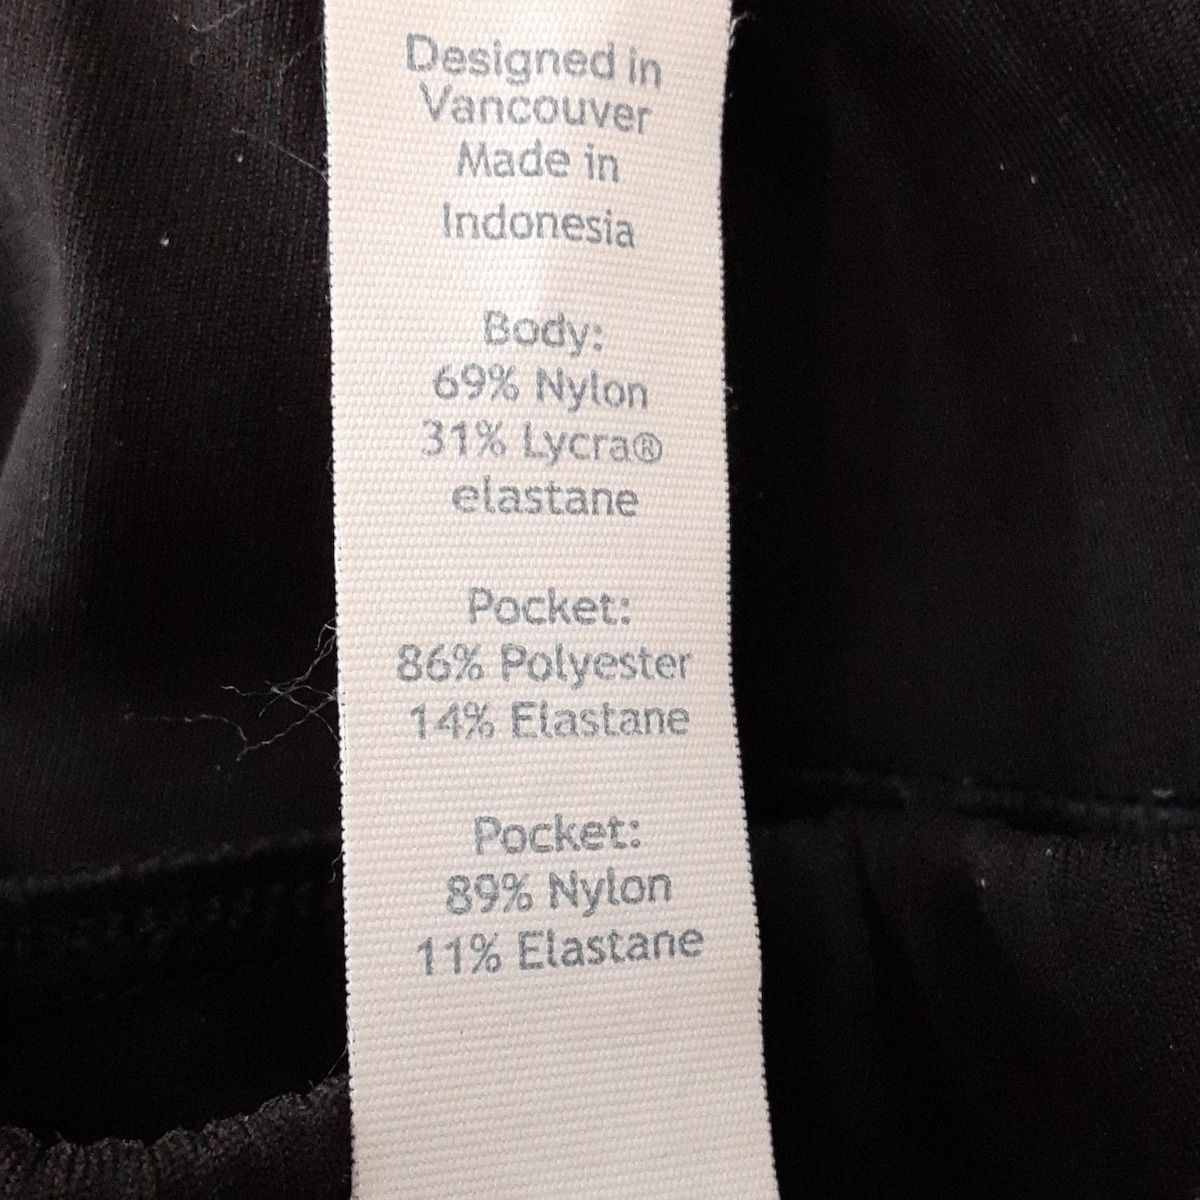 Designed in
Vancouver
Made in
Indonesia
Body:
69% Nylon
31% Lycra®
elastane
Pocket:
86% Polyester
14% Elastane
Pocket:
89% Nylon
11% Elastane